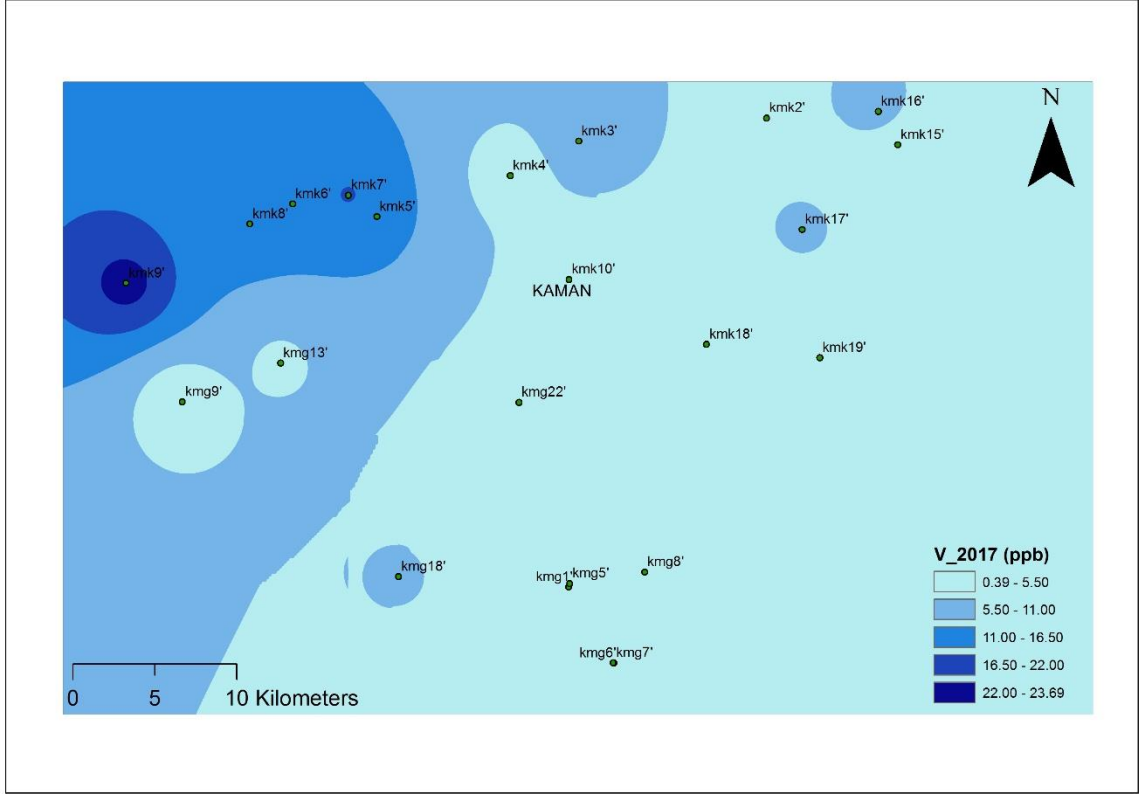 N
kmk2'
kmk16'
kmk3'
kmk15'
kmk4'
kmk7'
kmk6'
kmk5'
kmk8'
kmk17'
kmk9'
kmk10'
KAMAN
kmk18'
kmg13'
kmk19'
kmg9'
kmg22'
kmg18'
kmg1' kmg5'
kmg8'
kmg6' kmg7'
V_2017 (ppb)
0.39 - 5.50
5.50 - 11.00
11.00 - 16.50
16.50 - 22.00
22.00 - 23.69
0 5 10 Kilometers